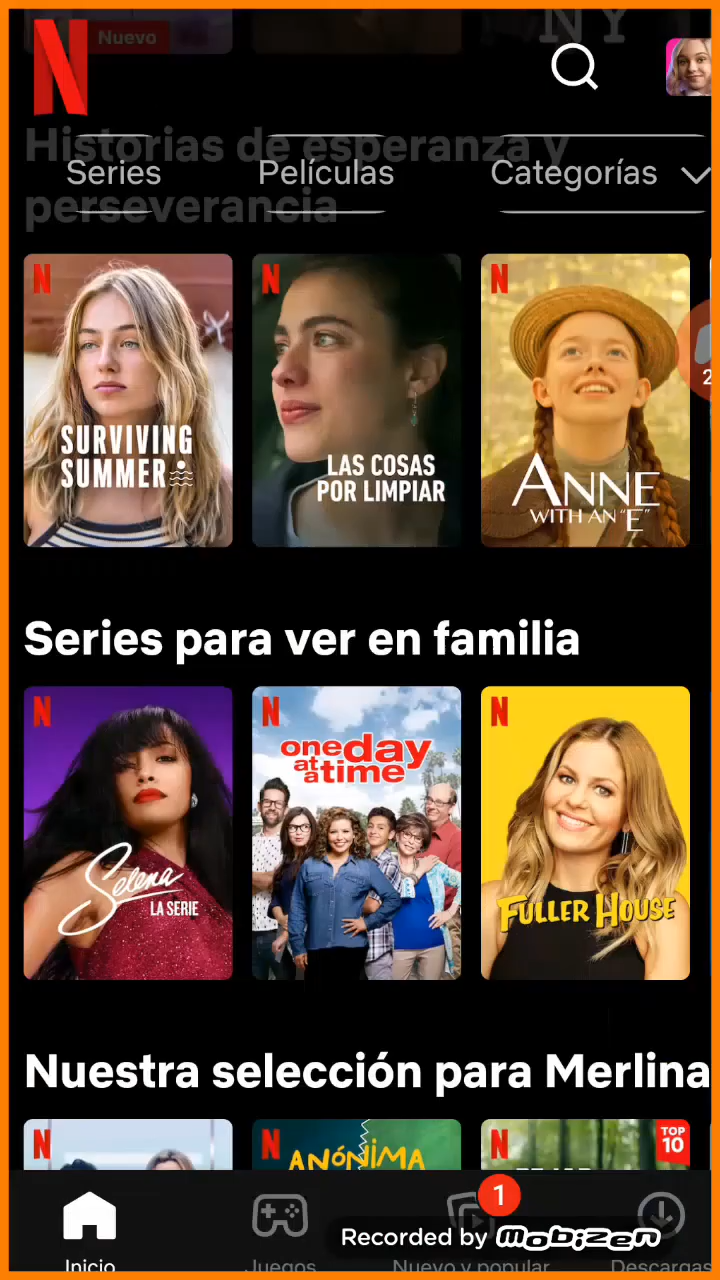 Nuevo
NY
Historias de esperanza y
perseverancia
Series
Películas
Categorías
N
N
N
SURVIVING
SUMMER
LAS COSAS
POR LIMPIAR
ANNE
WITH AN "E"
2
Series para ver en familia
N
N
N
one day
at
a time
Selena
LA SERIE
FULLER HOUSE
Nuestra selección para Merlina
N
N
N
ANÓNIMA
TOP
10
1
Recorded by mobizen
Inicio
Juegos
Nuevo y popular
Descargas